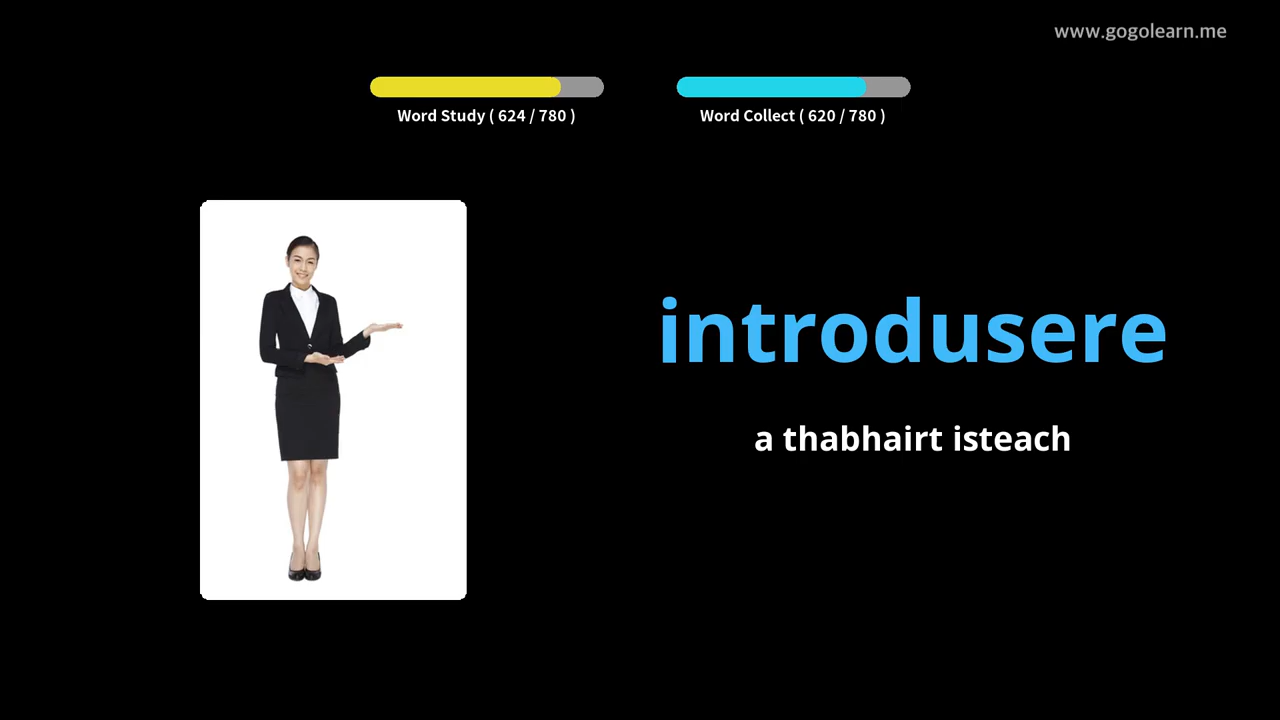 www.gogolearn.me
Word Study ( 624 / 780 )
Word Collect ( 620 / 780 )
introdusere
a thabhairt isteach